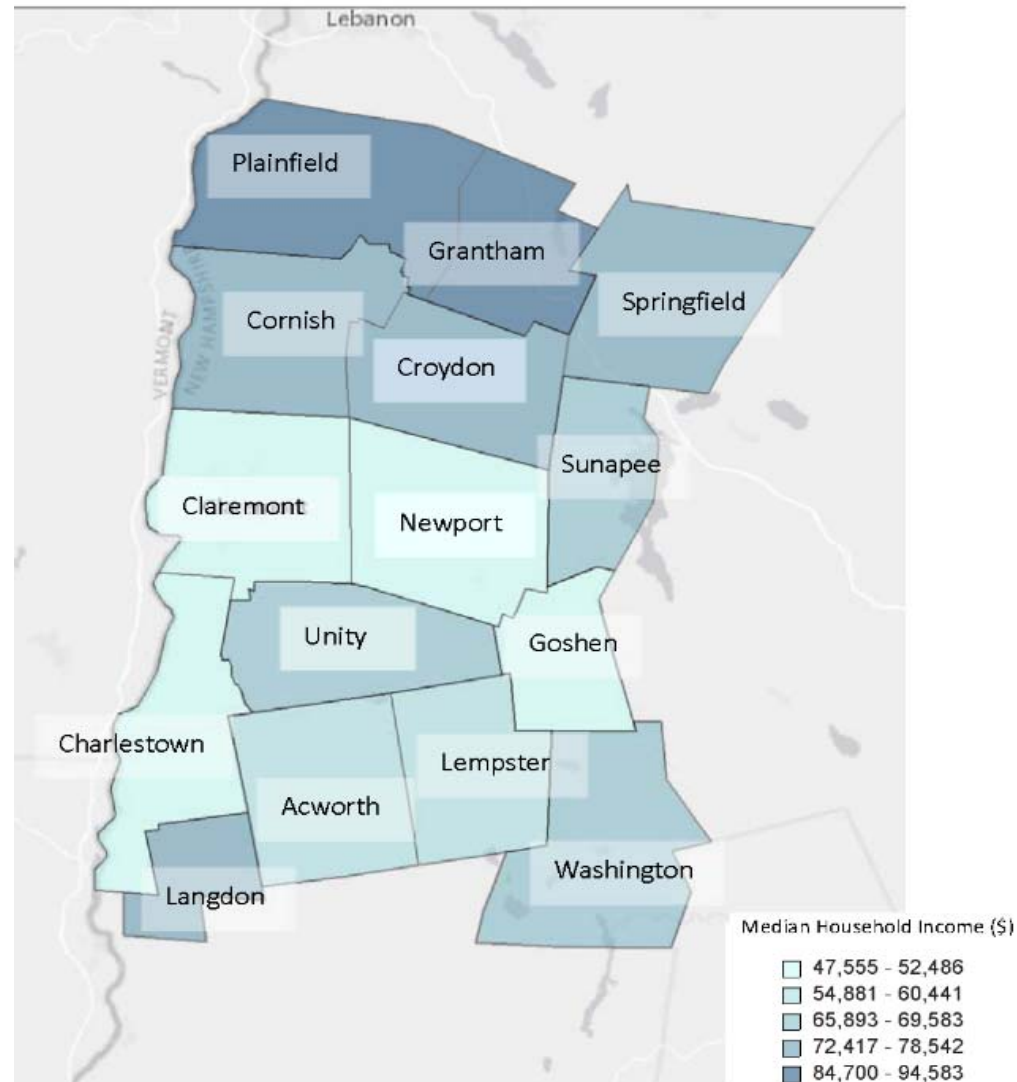 Lebanon
Plainfield
Grantham
Springfield
Cornish
VERMONT
NEW HAMPSHIRE
Croydon
Sunapee
Claremont
Newport
Unity
Goshen
Charlestown
Lempster
Acworth
Washington
Langdon
Median Household Income ($)
47,555 - 52,486
54,881 - 60,441
65,893 - 69,583
72,417 - 78,542
84,700 - 94,583